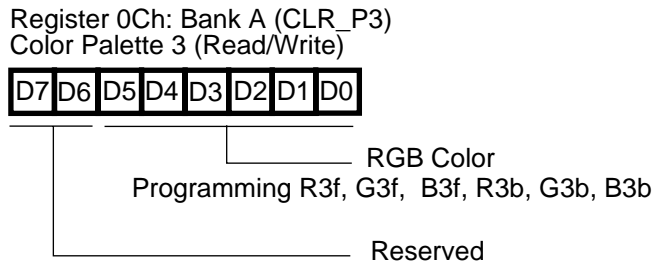 Register 0Ch: Bank A (CLR_P3)
Color Palette 3 (Read/Write)
D7 D6 D5 D4 D3 D2 D1 D0
RGB Color
Programming R3f, G3f, B3f, R3b, G3b, B3b
Reserved